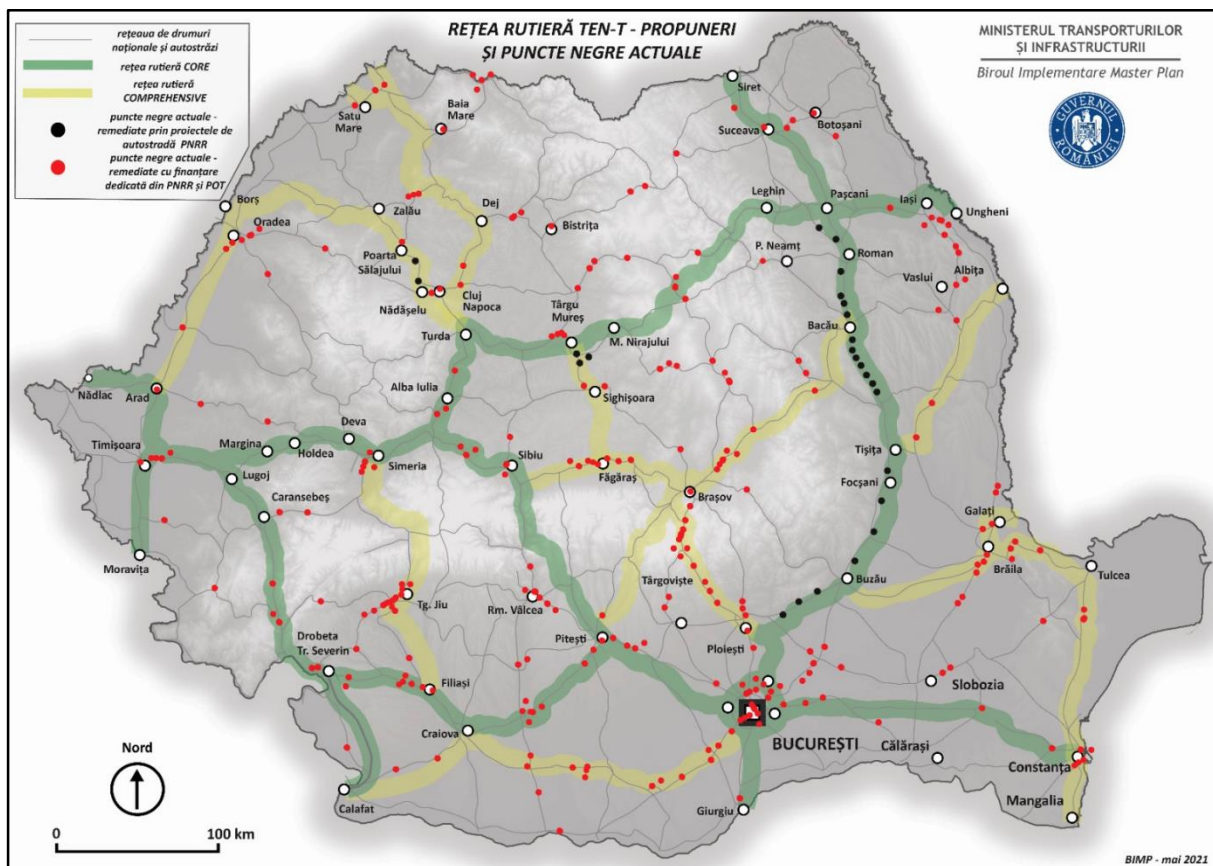 REȚEA RUTIERĂ TEN-T - PROPUNERI
ȘI PUNCTE NEGRE ACTUALE
MINISTERUL TRANSPORTURILOR
ȘI INFRASTRUCTURII
Biroul Implementare Master Plan
GUVERNUL
ROMÂNIEI
rețeaua de drumuri
naționale și autostrăzi
rețea rutieră CORE
rețea rutieră
COMPREHENSIVE
puncte negre actuale -
remediate prin proiectele de
autostradă PNRR
puncte negre actuale -
remediate cu finanțare
dedicată din PNRR și POT
Siret
Satu
Mare
Baia
Mare
Suceava
Botoșani
Borș
Zalău
Dej
Leghin
Pașcani
Iași
Ungheni
Oradea
Bistrița
Poarta
Sălajului
P. Neamț
Roman
Vaslui
Albița
Nădășelu
Cluj
Napoca
Târgu
Mureș
Turda
M. Nirajului
Bacău
Nădlac
Arad
Alba Iulia
Sighișoara
Timișoara
Margina
Holdea
Deva
Simeria
Sibiu
Făgăraș
Tișița
Lugoj
Focșani
Caransebeș
Brașov
Galați
Moravița
Brăila
Tulcea
Târgoviște
Buzău
Tg. Jiu
Rm. Vâlcea
Drobeta
Tr. Severin
Pitești
Ploiești
Filiași
Slobozia
Craiova
BUCUREȘTI
Călărași
Constanța
Nord
Calafat
Giurgiu
Mangalia
0
100 km
BIMP - mai 2021